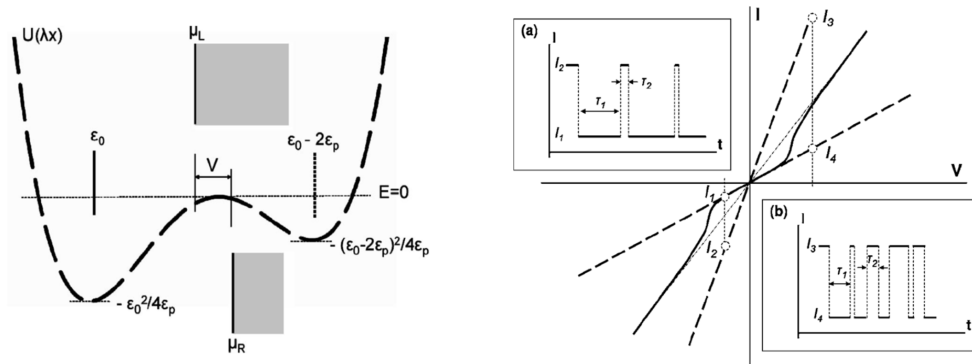 U(λx)
μL
ε0
ε0 - 2εp
V
E=0
- (ε0-2εp)²/4εp
- ε0²/4εp
μR
(a)
I
I2
τ1
τ2
I1
t
I
I3
I4
V
I1
I2
(b)
I
I3
τ1
τ2
I4
t